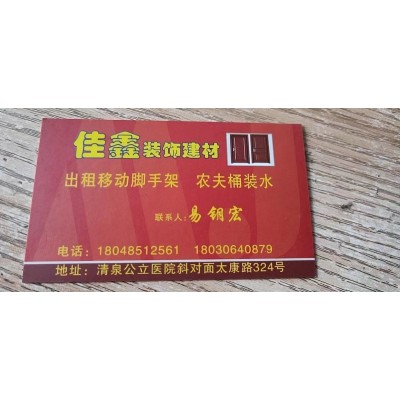 佳鑫装饰建材
出租移动脚手架 农夫桶装水
联系人:易钥宏
电话:18048512561 18030640879
地址:清泉公立医院斜对面太康路324号